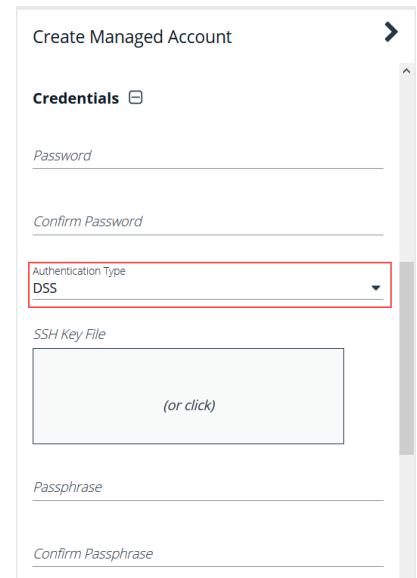 Create Managed Account
Credentials
Password
Confirm Password
Authentication Type
DSS
SSH Key File
(or click)
Passphrase
Confirm Passphrase